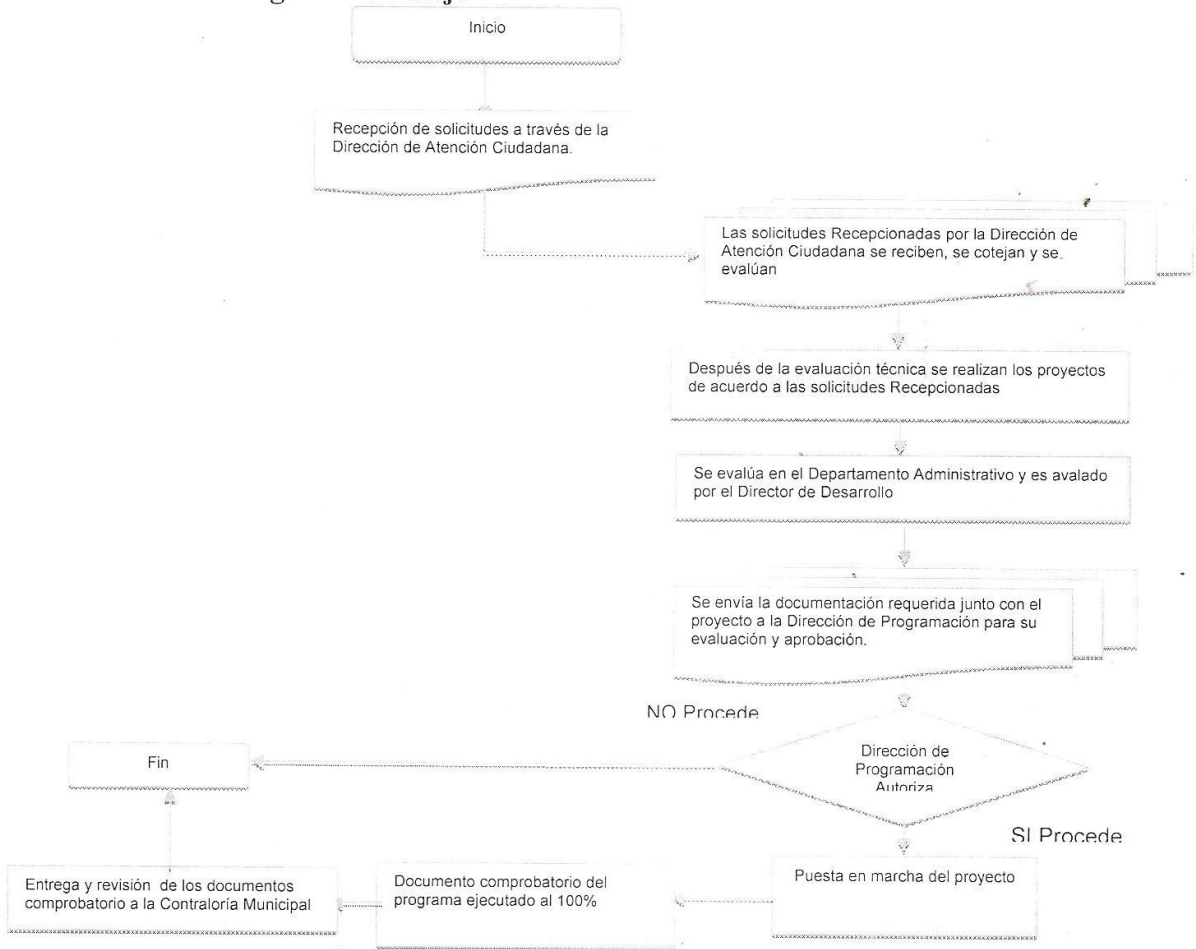 Inicio
Recepción de solicitudes a través de la
Dirección de Atención Ciudadana.
Las solicitudes Recepcionadas por la Dirección de
Atención Ciudadana se reciben, se cotejan y se
evalúan
Después de la evaluación técnica se realizan los proyectos
de acuerdo a las solicitudes Recepcionadas
Se evalúa en el Departamento Administrativo y es avalado
por el Director de Desarrollo
Se envía la documentación requerida junto con el
proyecto a la Dirección de Programación para su
evaluación y aprobación.
NO Procede
Dirección de
Programación
Autoriza
Fin
SI Procede
Puesta en marcha del proyecto
Documento comprobatorio del
programa ejecutado al 100%
Entrega y revisión de los documentos
comprobatorio a la Contraloría Municipal